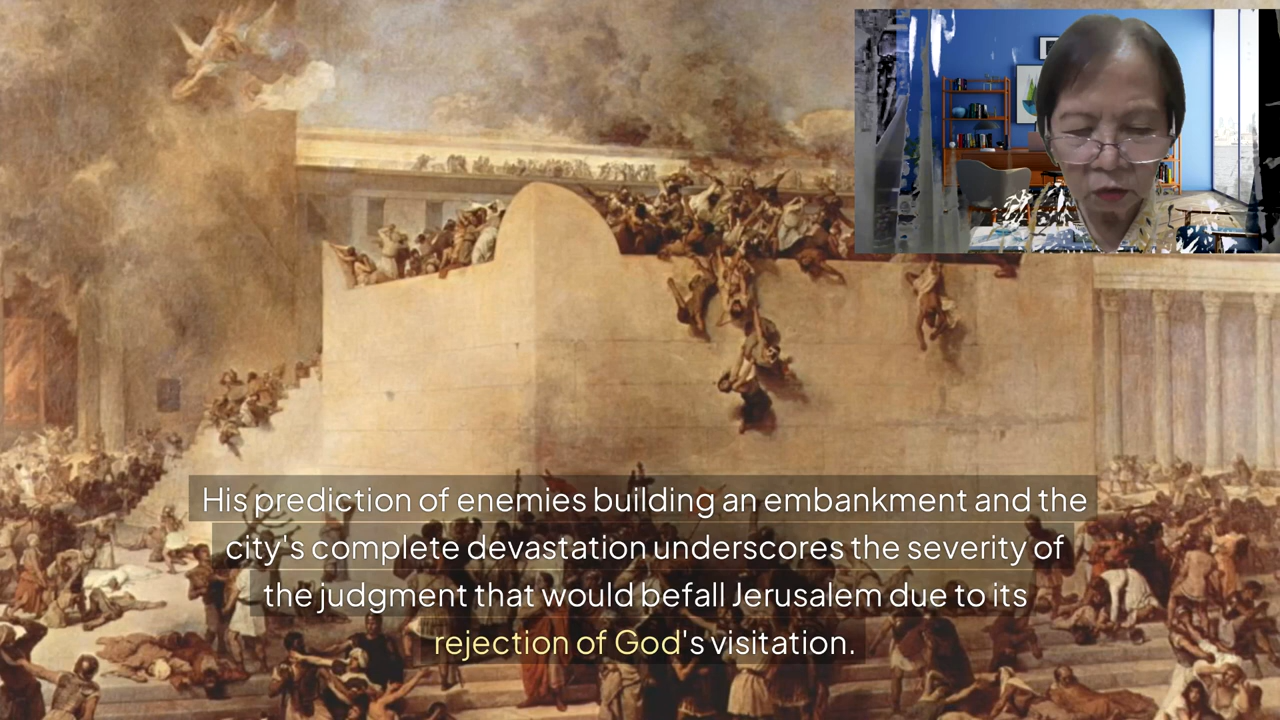 His prediction of enemies building an embankment and the
city's complete devastation underscores the severity of
the judgment that would befall Jerusalem due to its
rejection of God's visitation.